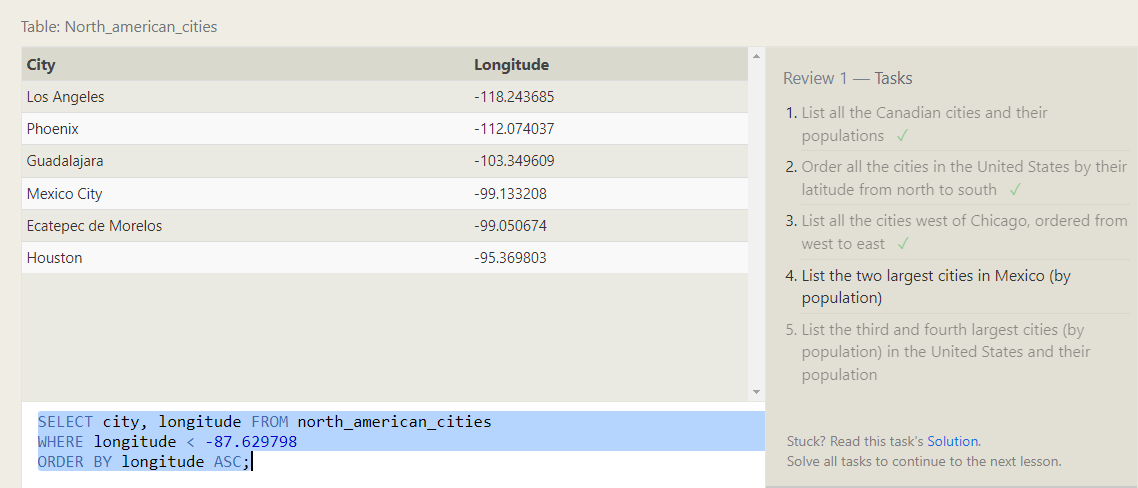 Table: North_american_cities
City Longitude
Los Angeles -118.243685
Phoenix -112.074037
Guadalajara -103.349609
Mexico City -99.133208
Ecatepec de Morelos -99.050674
Houston -95.369803
SELECT city, longitude FROM north_american_cities
WHERE longitude < -87.629798
ORDER BY longitude ASC;
Review 1 — Tasks
1. List all the Canadian cities and their
populations ✓
2. Order all the cities in the United States by their
latitude from north to south ✓
3. List all the cities west of Chicago, ordered from
west to east ✓
4. List the two largest cities in Mexico (by
population)
5. List the third and fourth largest cities (by
population) in the United States and their
population
Stuck? Read this task's Solution.
Solve all tasks to continue to the next lesson.